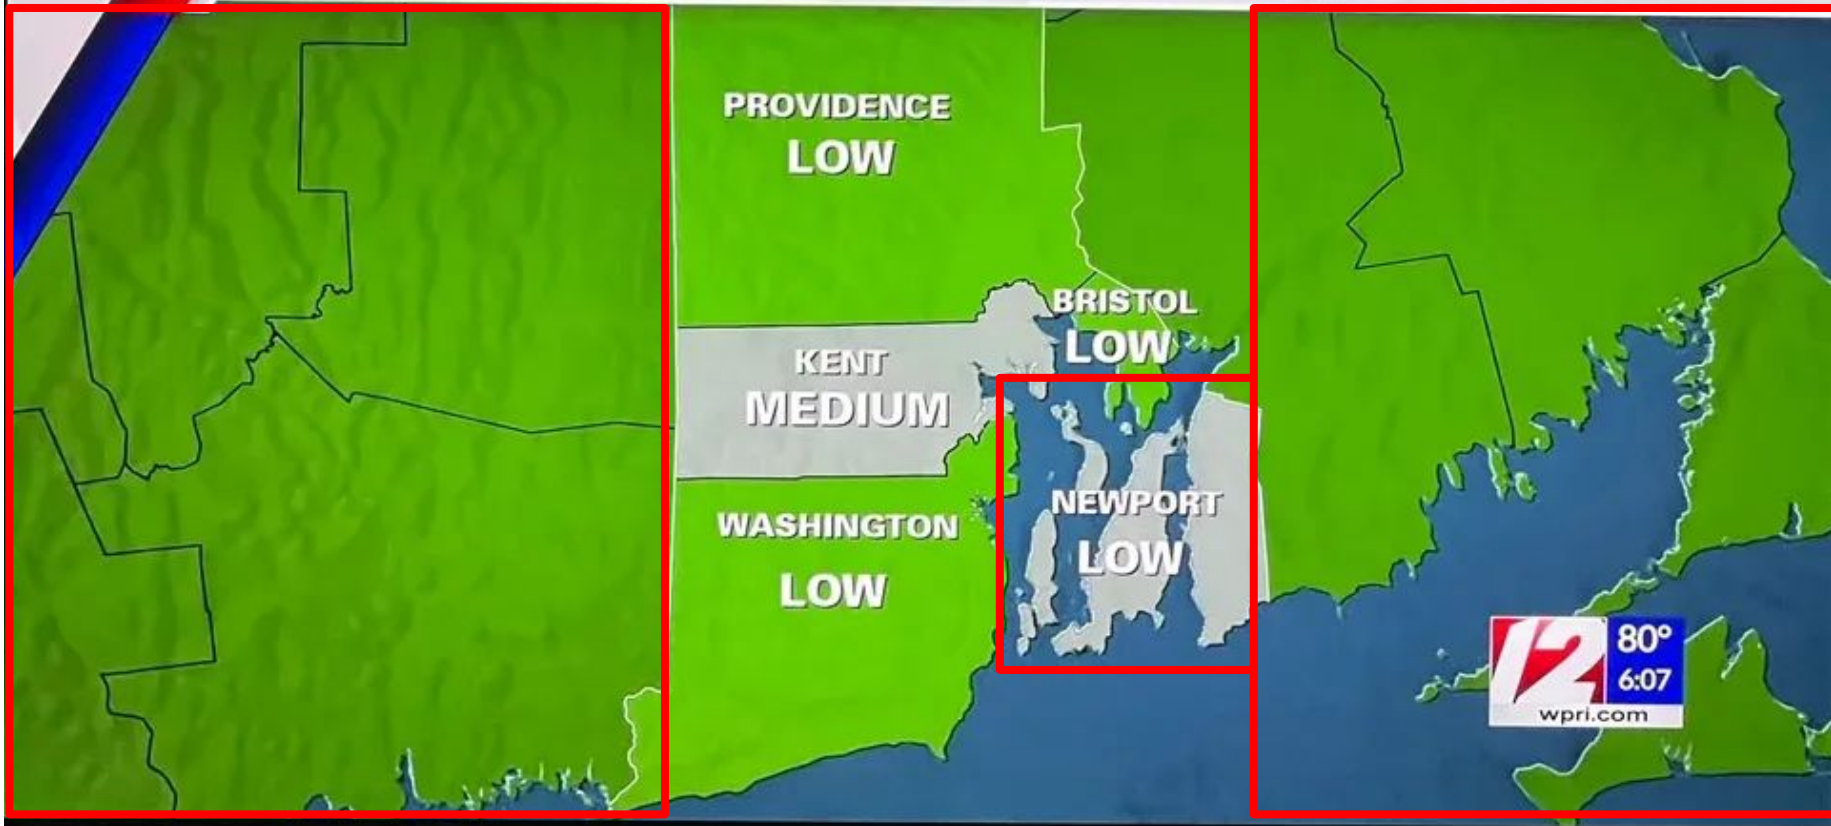 PROVIDENCE
LOW
BRISTOL
LOW
KENT
MEDIUM
NEWPORT
LOW
WASHINGTON
LOW
12
80°
6:07
wpri.com